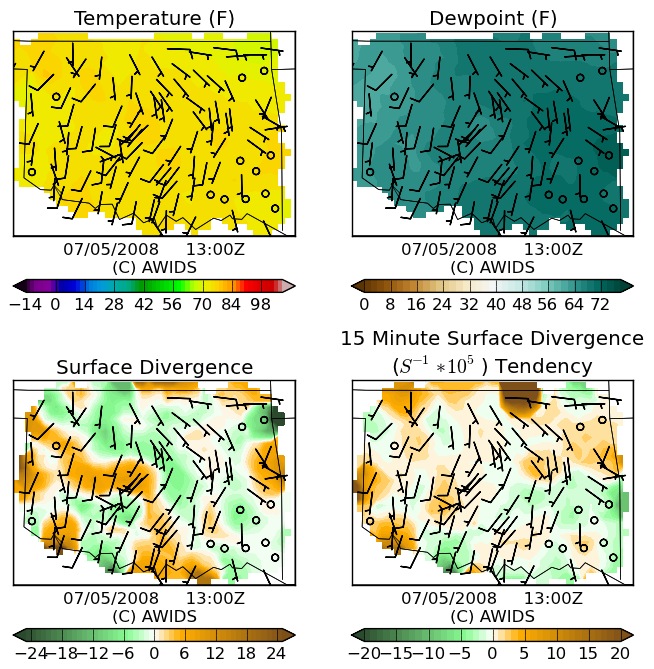 Temperature (F)
Dewpoint (F)
07/05/2008 13:00Z
(C) AWIDS
−14 0 14 28 42 56 70 84 98
07/05/2008 13:00Z
(C) AWIDS
0 8 16 24 32 40 48 56 64 72
Surface Divergence
15 Minute Surface Divergence
(S⁻¹ *10⁵ ) Tendency
07/05/2008 13:00Z
(C) AWIDS
−24 −18 −12 −6 0 6 12 18 24
07/05/2008 13:00Z
(C) AWIDS
−20 −15 −10 −5 0 5 10 15 20